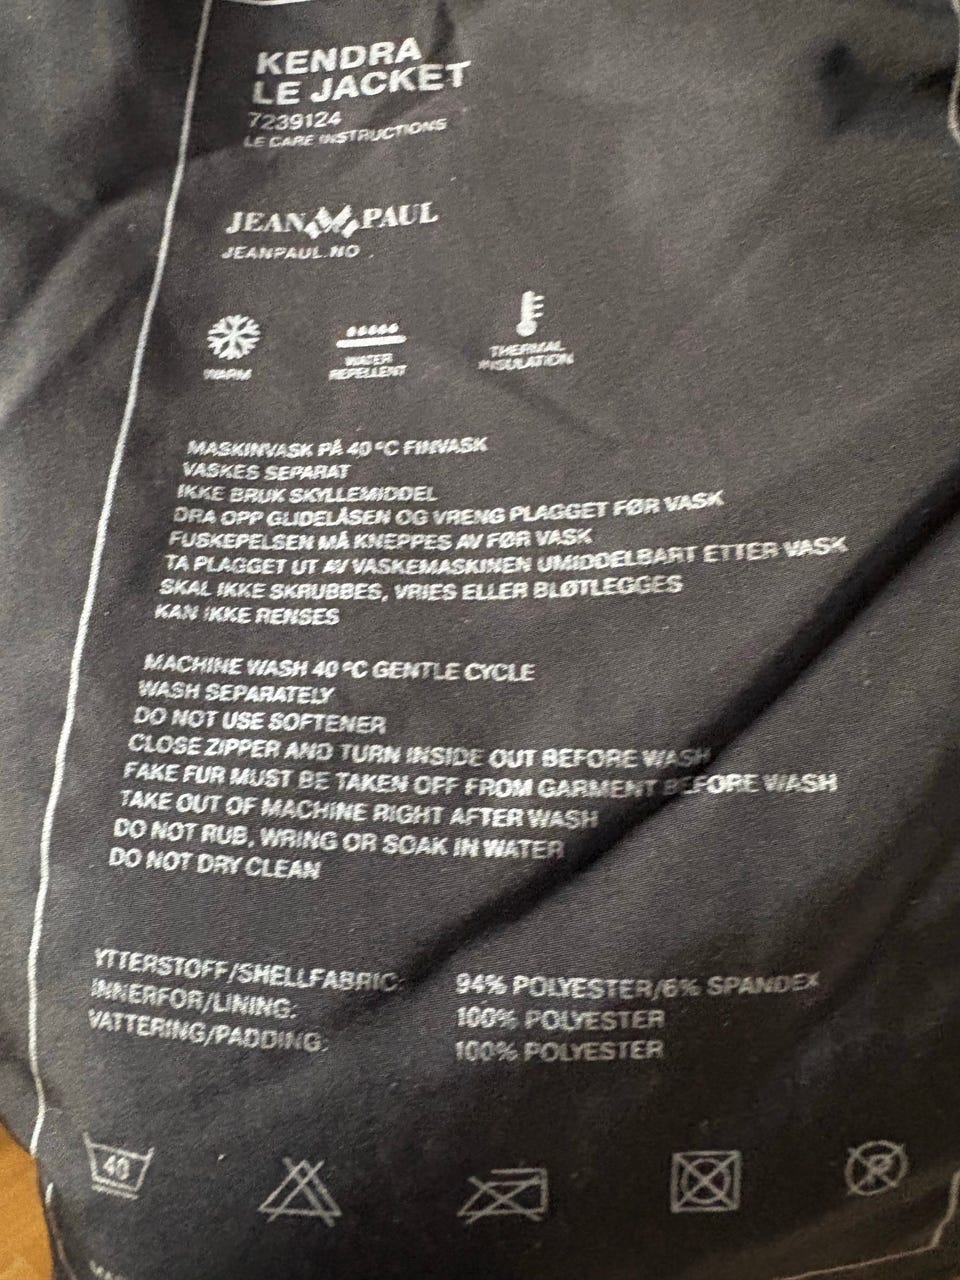 KENDRA
LE JACKET
7239124
LE CARE INSTRUCTIONS
JEAN PAUL
JEANPAUL.NO
WARM
WATER
REPELLENT
THERMAL
INSULATION
MASKINVASK PÅ 40 °C FINVASK
VASKES SEPARAT
IKKE BRUK SKYLLEMIDDEL
DRA OPP GLIDELÅSEN OG VRENG PLAGGET FØR VASK
FUSKEPELSEN MÅ KNEPPES AV FØR VASK
TA PLAGGET UT AV VASKEMASKINEN UMIDDELBART ETTER VASK
SKAL IKKE SKRUBBES, VRIES ELLER BLØTLEGGES
KAN IKKE RENSES
MACHINE WASH 40 °C GENTLE CYCLE
WASH SEPARATELY
DO NOT USE SOFTENER
CLOSE ZIPPER AND TURN INSIDE OUT BEFORE WASH
FAKE FUR MUST BE TAKEN OFF FROM GARMENT BEFORE WASH
TAKE OUT OF MACHINE RIGHT AFTER WASH
DO NOT RUB, WRING OR SOAK IN WATER
DO NOT DRY CLEAN
YTTERSTOFF/SHELLFABRIC: 94% POLYESTER/6% SPANDEX
INNERFOR/LINING: 100% POLYESTER
VATTERING/PADDING: 100% POLYESTER
40 P